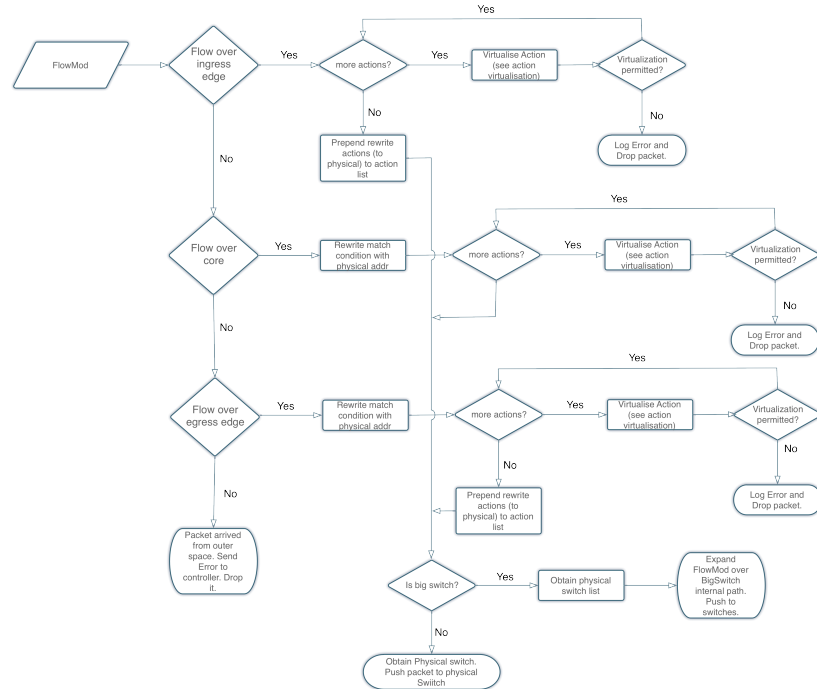 Yes
FlowMod
Flow over
ingress
edge
Yes
more actions?
Yes
Virtualise Action
(see action
virtualisation)
Virtualization
permitted?
No
No
Prepend rewrite
actions (to
physical) to action
list
Log Error and
Drop packet.
No
Yes
Flow over
core
Yes
Rewrite match
condition with
physical addr
more actions?
Yes
Virtualise Action
(see action
virtualisation)
Virtualization
permitted?
No
No
Log Error and
Drop packet.
Yes
Flow over
egress edge
Yes
Rewrite match
condition with
physical addr
more actions?
Yes
Virtualise Action
(see action
virtualisation)
Virtualization
permitted?
No
No
No
Prepend rewrite
actions (to
physical) to action
list
Log Error and
Drop packet.
Packet arrived
from outer
space. Send
Error to
controller. Drop
it.
Is big switch?
Yes
Obtain physical
switch list
Expand
FlowMod over
BigSwitch
internal path.
Push to
switches.
No
Obtain Physical switch.
Push packet to physical
Swiitch